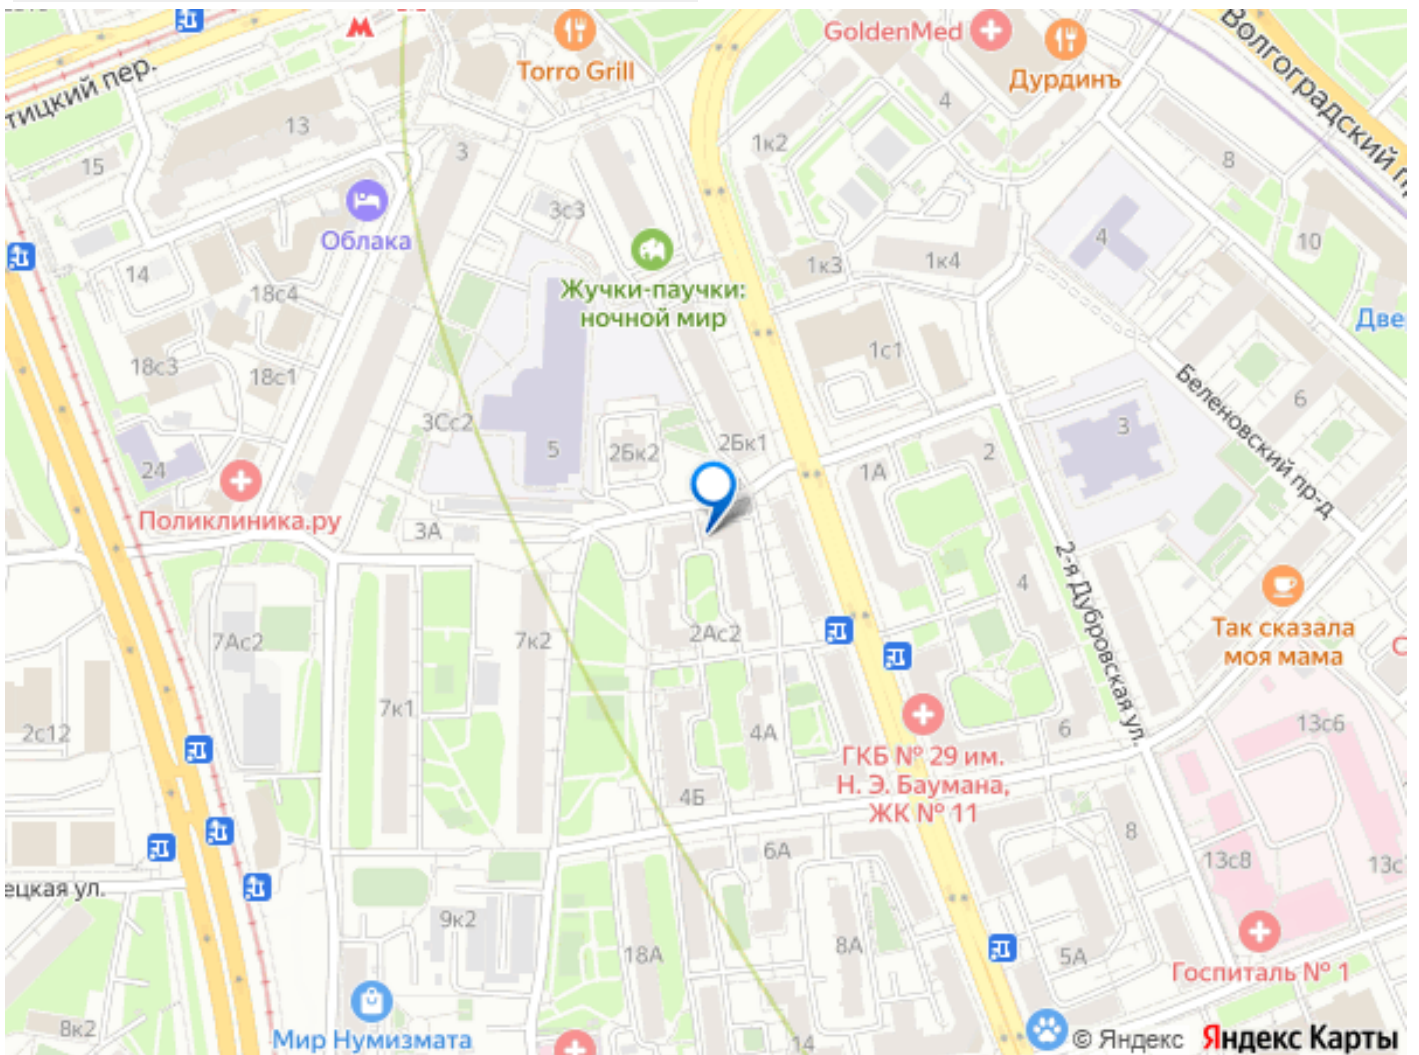 тицкий пер.
Torro Grill
GoldenMed
Дурдинъ
Волгоградский п
13
15
3
1к2
4
8
Облака
3с3
Жучки-паучки:
ночной мир
14
18с4
18с3
18с1
1к3
1к4
4
10
Две
1с1
Беленовский пр-д
6
3Сс2
5
2Бк2
2Бк1
1А
2
3
24
Поликлиника.ру
3А
2-я Дубровская ул.
4
Так сказала
моя мама
7Ас2
7к2
2Ас2
7к1
2с12
4А
6
13с6
ГКБ № 29 им.
Н. Э. Баумана,
ЖК № 11
4Б
6А
8
13с8
13с
ецкая ул.
9к2
18А
8А
5А
Госпиталь № 1
8к2
Мир Нумизмата
14
© Яндекс Яндекс Карты